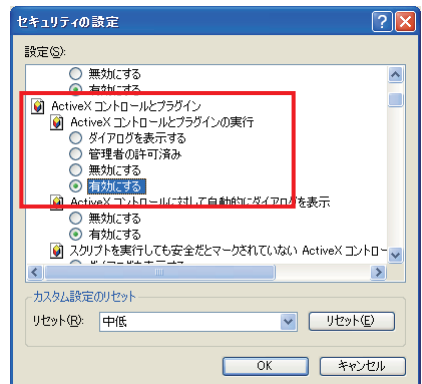 セキュリティの設定
設定(S):
無効にする
有効にする
ActiveX コントロールとプラグイン
ActiveX コントロールとプラグインの実行
ダイアログを表示する
管理者の許可済み
無効にする
有効にする
ActiveX コントロールに対して自動的にダイアログを表示
無効にする
有効にする
スクリプトを実行しても安全だとマークされていない ActiveX コントロー
カスタム設定のリセット
リセット(R): 中低 リセット(E)
OK キャンセル